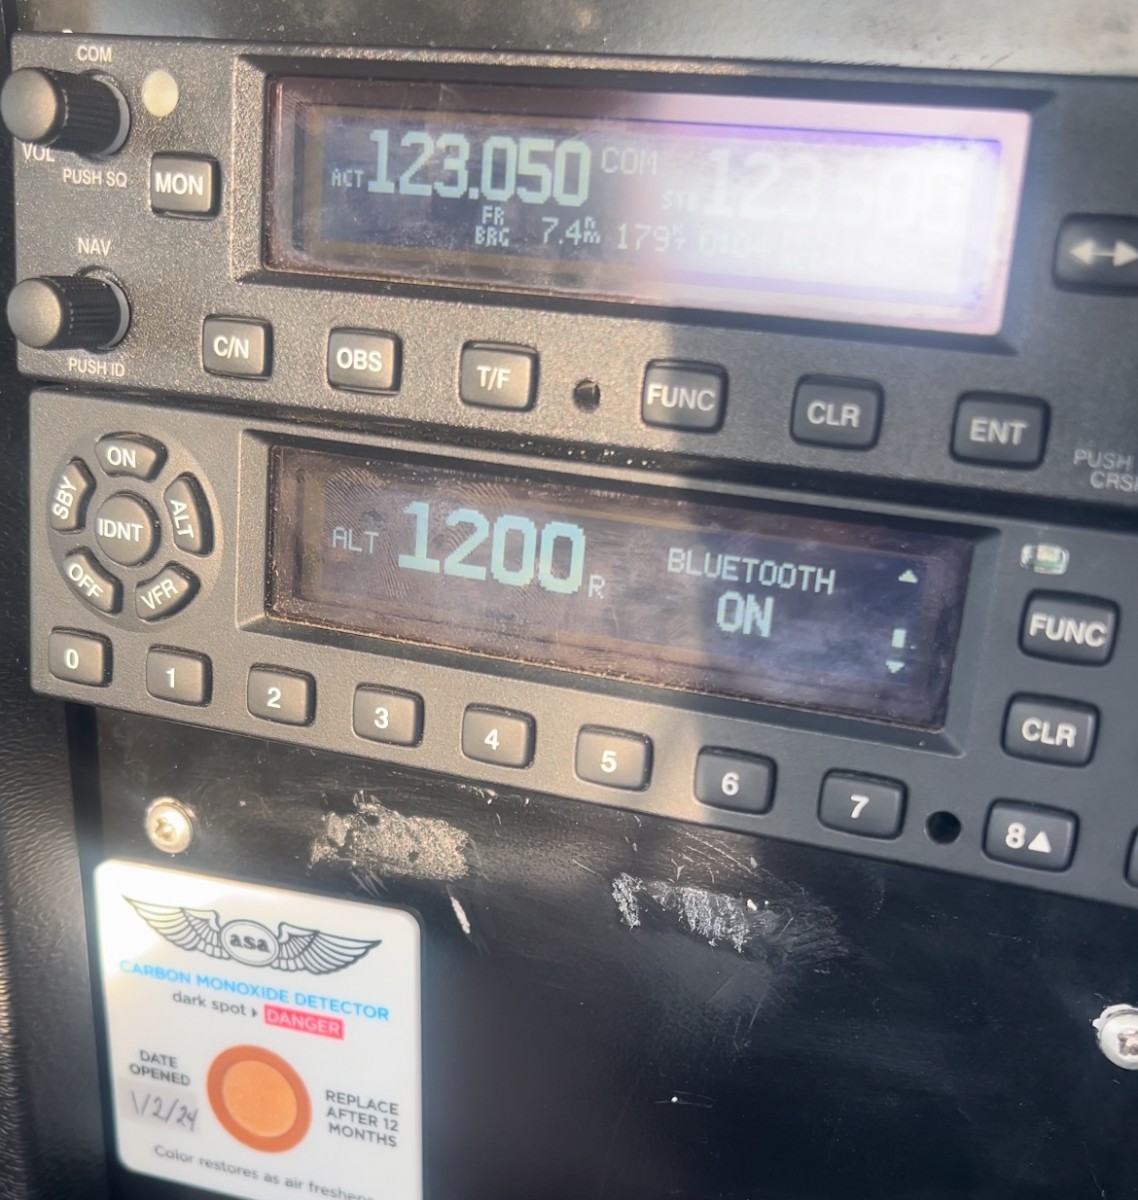 COM
VOL
PUSH SQ
MON
NAV
PUSH ID
ACT 123.050 COM
FR
BRG 7.4nm 179
C/N OBS T/F FUNC CLR ENT
PUSH
ON
SBY IDNT ALT
OFF VFR
ALT 1200 R
BLUETOOTH
ON
FUNC
CLR
0 1 2 3 4 5 6 7 8▲
asa
CARBON MONOXIDE DETECTOR
dark spot ▸ DANGER
DATE
OPENED
1/2/24
REPLACE
AFTER 12
MONTHS
Color restores as air freshens